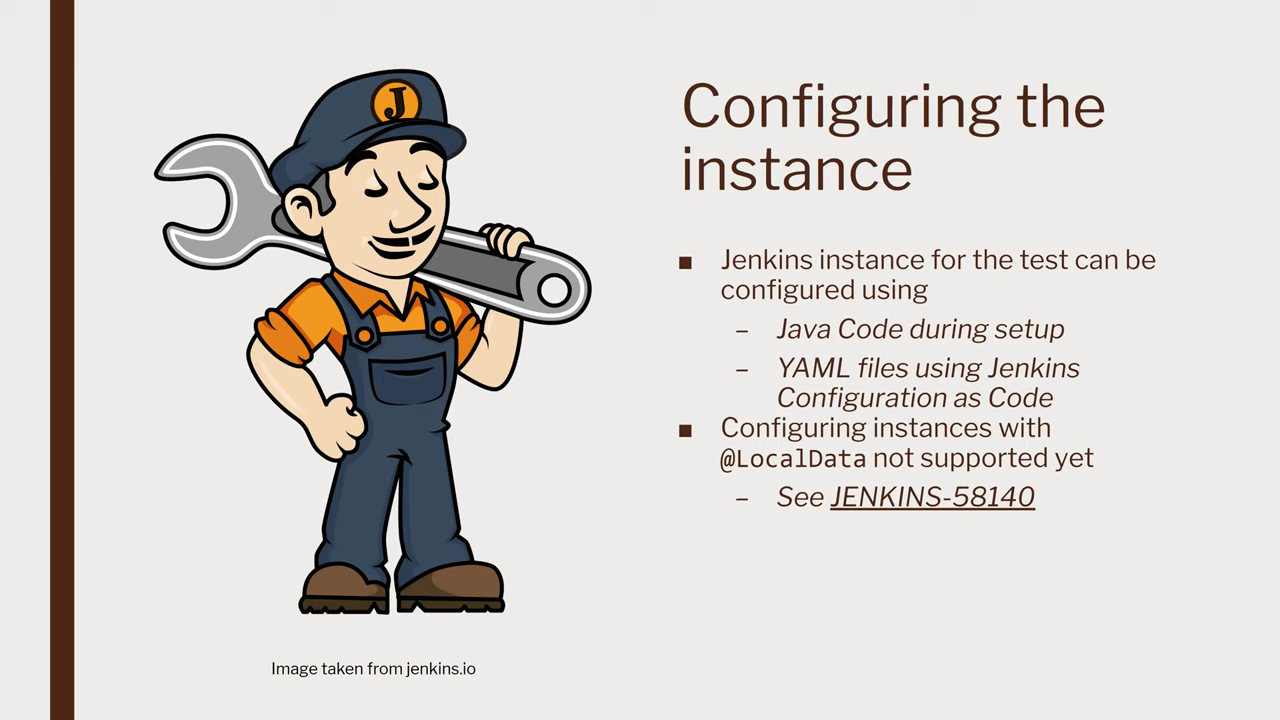 J
Configuring the
instance
■ Jenkins instance for the test can be
configured using
– Java Code during setup
– YAML files using Jenkins
Configuration as Code
■ Configuring instances with
@LocalData not supported yet
– See JENKINS-58140
Image taken from jenkins.io